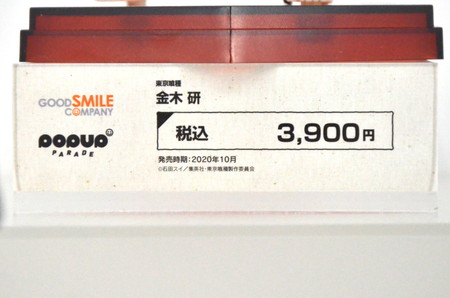 東京喰種
金木 研
GOODSMILE
COMPANY
POPUP
PARADE
税込 3,900円
発売時期:2020年10月
©石田スイ/集英社・東京喰種製作委員会